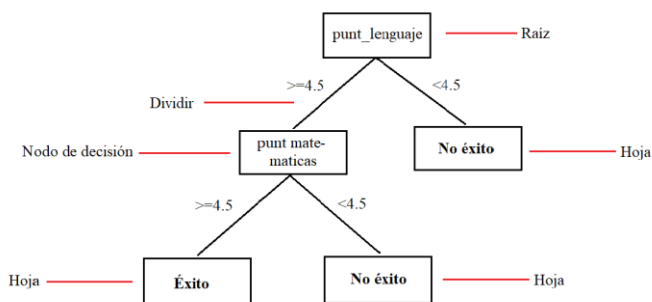 punt_lenguaje
Raíz
>=4.5
<4.5
Dividir
Nodo de decisión
punt mate-
maticas
No éxito
Hoja
>=4.5
<4.5
Hoja
Éxito
No éxito
Hoja